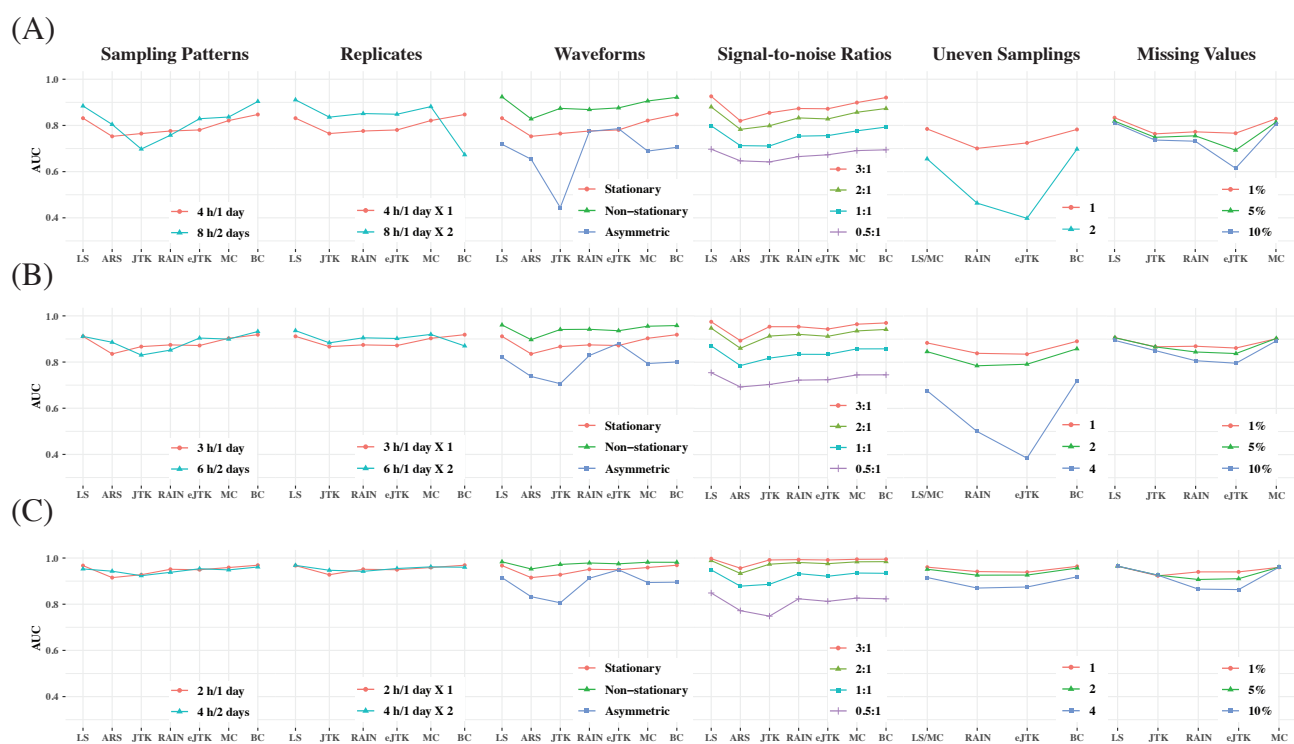 (A)
Sampling Patterns Replicates Waveforms Signal-to-noise Ratios Uneven Samplings Missing Values
1.0
0.8
0.6
0.4
AUC
4 h/1 day
8 h/2 days
4 h/1 day X 1
8 h/1 day X 2
Stationary
Non−stationary
Asymmetric
3:1
2:1
1:1
0.5:1
1
2
1%
5%
10%
LS ARS JTK RAIN eJTK MC BC LS JTK RAIN eJTK MC BC LS ARS JTK RAIN eJTK MC BC LS ARS JTK RAIN eJTK MC BC LS/MC RAIN eJTK BC LS JTK RAIN eJTK MC
(B)
1.0
0.8
0.6
0.4
AUC
3 h/1 day
6 h/2 days
3 h/1 day X 1
6 h/1 day X 2
Stationary
Non−stationary
Asymmetric
3:1
2:1
1:1
0.5:1
1
2
4
1%
5%
10%
LS ARS JTK RAIN eJTK MC BC LS JTK RAIN eJTK MC BC LS ARS JTK RAIN eJTK MC BC LS ARS JTK RAIN eJTK MC BC LS/MC RAIN eJTK BC LS JTK RAIN eJTK MC
(C)
1.0
0.8
0.6
0.4
AUC
2 h/1 day
4 h/2 days
2 h/1 day X 1
4 h/1 day X 2
Stationary
Non−stationary
Asymmetric
3:1
2:1
1:1
0.5:1
1
2
4
1%
5%
10%
LS ARS JTK RAIN eJTK MC BC LS JTK RAIN eJTK MC BC LS ARS JTK RAIN eJTK MC BC LS ARS JTK RAIN eJTK MC BC LS/MC RAIN eJTK BC LS JTK RAIN eJTK MC